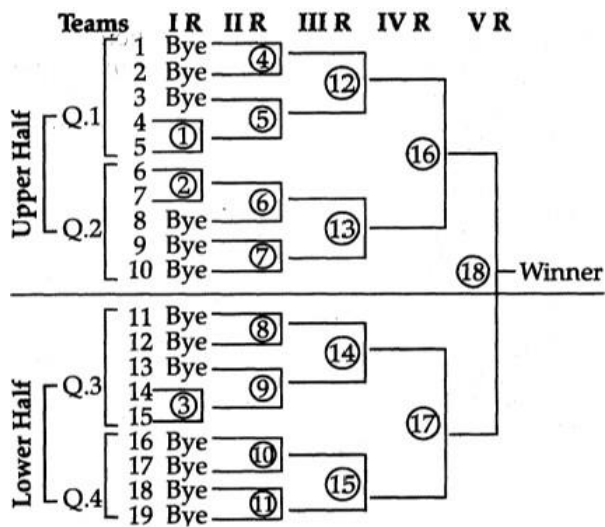 Teams I R II R III R IV R V R
1 Bye
④
2 Bye
⑫
3 Bye
⑤
Q.1
4
①
5
⑯
Upper Half
6
②
7
⑥
8 Bye
⑬
Q.2
9 Bye
⑦
10 Bye
⑱ Winner
11 Bye
⑧
12 Bye
⑭
13 Bye
⑨
Q.3
14
③
15
⑰
Lower Half
16 Bye
⑩
17 Bye
⑮
18 Bye
⑪
Q.4
19 Bye